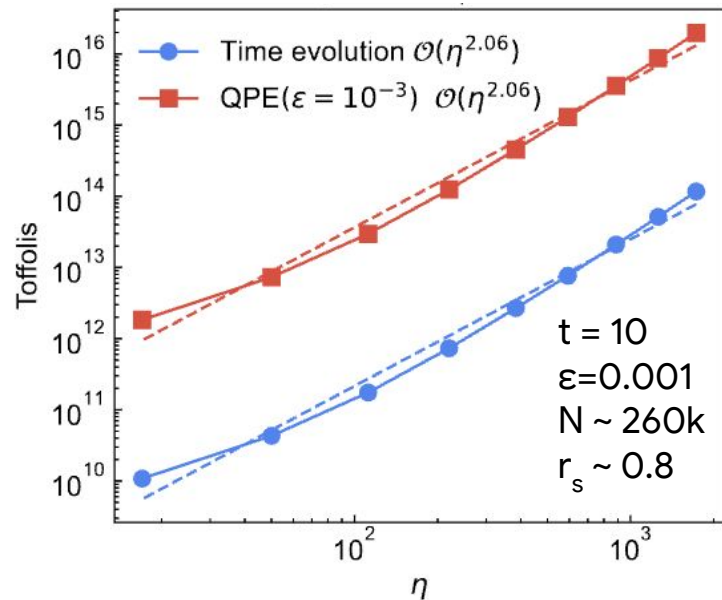 Time evolution 𝒪(η^2.06)
QPE(ε = 10^−3) 𝒪(η^2.06)
10^16
10^15
10^14
10^13
10^12
10^11
10^10
Toffolis
t = 10
ε=0.001
N ~ 260k
r_s ~ 0.8
10^2
10^3
η